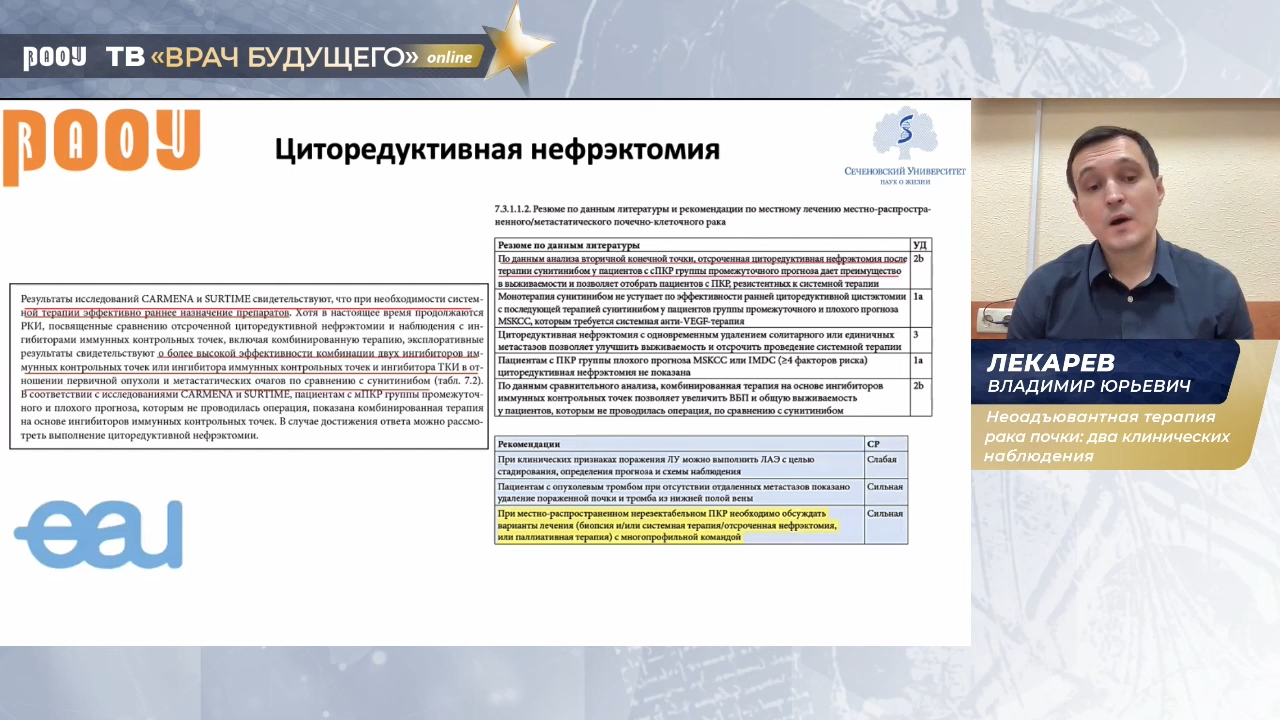 РООУ ТВ «ВРАЧ БУДУЩЕГО» online
RАОУ
Циторедуктивная нефрэктомия
Сеченовский Университет
наук о жизни
7.3.1.1.2. Резюме по данным литературы и рекомендации по местному лечению местно-распростра-
ненного/метастатического почечно-клеточного рака
Резюме по данным литературы УД
По данным анализа вторичной конечной точки, отсроченная циторедуктивная нефрэктомия после 2b
терапии сунитинибом у пациентов с сПКР группы промежуточного прогноза дает преимущество
в выживаемости и позволяет отобрать пациентов с ПКР, резистентных к системной терапии
Монотерапия сунитинибом не уступает по эффективности ранней циторедуктивной цистэктомии 1a
с последующей терапией сунитинибом у пациентов группы промежуточного и плохого прогноза
MSKCC, которым требуется системная анти-VEGF-терапия
Циторедуктивная нефрэктомия с одновременным удалением солитарного или единичных 3
метастазов позволяет улучшить выживаемость и отсрочить проведение системной терапии
Пациентам с ПКР группы плохого прогноза MSKCC или IMDC (≥4 факторов риска) 1a
циторедуктивная нефрэктомия не показана
По данным сравнительного анализа, комбинированная терапия на основе ингибиторов 2b
иммунных контрольных точек позволяет увеличить ВБП и общую выживаемость
у пациентов, которым не проводилась операция, по сравнению с сунитинибом
Результаты исследований CARMENA и SURTIME свидетельствуют, что при необходимости систем-
ной терапии эффективно раннее назначение препаратов. Хотя в настоящее время продолжаются
РКИ, посвященные сравнению отсроченной циторедуктивной нефрэктомии и наблюдения с ин-
гибиторами иммунных контрольных точек, включая комбинированную терапию, эксплоративные
результаты свидетельствуют о более высокой эффективности комбинации двух ингибиторов им-
мунных контрольных точек или ингибитора иммунных контрольных точек и ингибитора ТКИ в от-
ношении первичной опухоли и метастатических очагов по сравнению с сунитинибом (табл. 7.2).
В соответствии с исследованиями CARMENA и SURTIME, пациентам с мПКР группы промежуточ-
ного и плохого прогноза, которым не проводилась операция, показана комбинированная терапия
на основе ингибиторов иммунных контрольных точек. В случае достижения ответа можно рассмо-
треть выполнение циторедуктивной нефрэктомии.
Рекомендации СР
При клинических признаках поражения ЛУ можно выполнить ЛАЭ с целью Слабая
стадирования, определения прогноза и схемы наблюдения
Пациентам с опухолевым тромбом при отсутствии отдаленных метастазов показано Сильная
удаление пораженной почки и тромба из нижней полой вены
При местно-распространенном нерезектабельном ПКР необходимо обсуждать Сильная
варианты лечения (биопсия и/или системная терапия/отсроченная нефрэктомия,
или паллиативная терапия) с многопрофильной командой
eau
ЛЕКАРЕВ
ВЛАДИМИР ЮРЬЕВИЧ
Неоадъювантная терапия
рака почки: два клинических
наблюдения